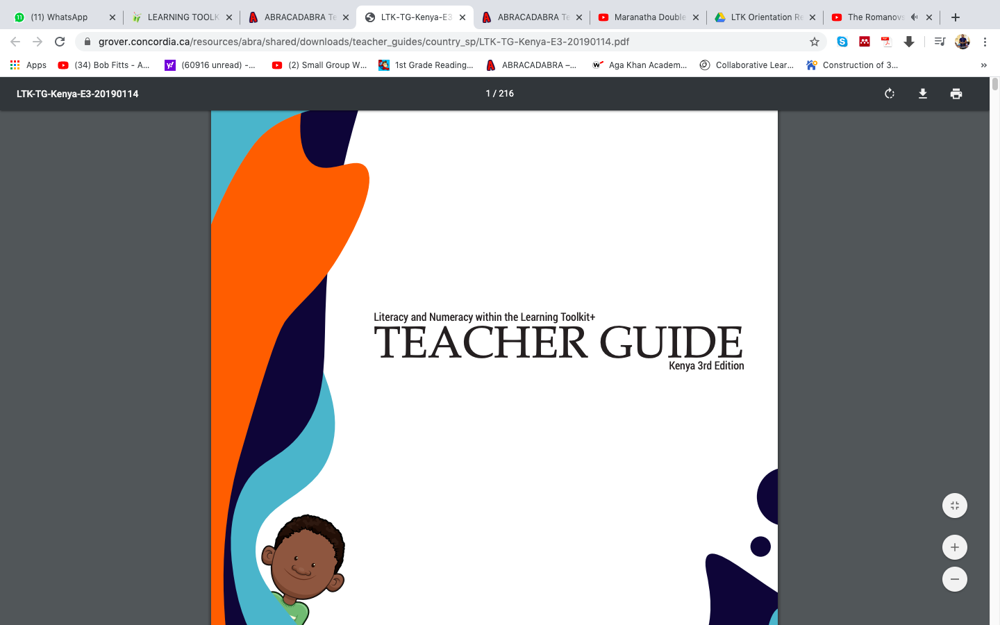 (11) WhatsApp
LEARNING TOOLK
ABRACADABRA Te
LTK-TG-Kenya-E3
ABRACADABRA Te
Maranatha Double
LTK Orientation Re
The Romanovs
grover.concordia.ca/resources/abra/shared/downloads/teacher_guides/country_sp/LTK-TG-Kenya-E3-20190114.pdf
Apps
(34) Bob Fitts - A...
(60916 unread) -...
(2) Small Group W...
1st Grade Reading...
ABRACADABRA –...
Aga Khan Academ...
Collaborative Lear...
Construction of 3...
»
LTK-TG-Kenya-E3-20190114
1 / 216
Literacy and Numeracy within the Learning Toolkit+
TEACHER GUIDE
Kenya 3rd Edition